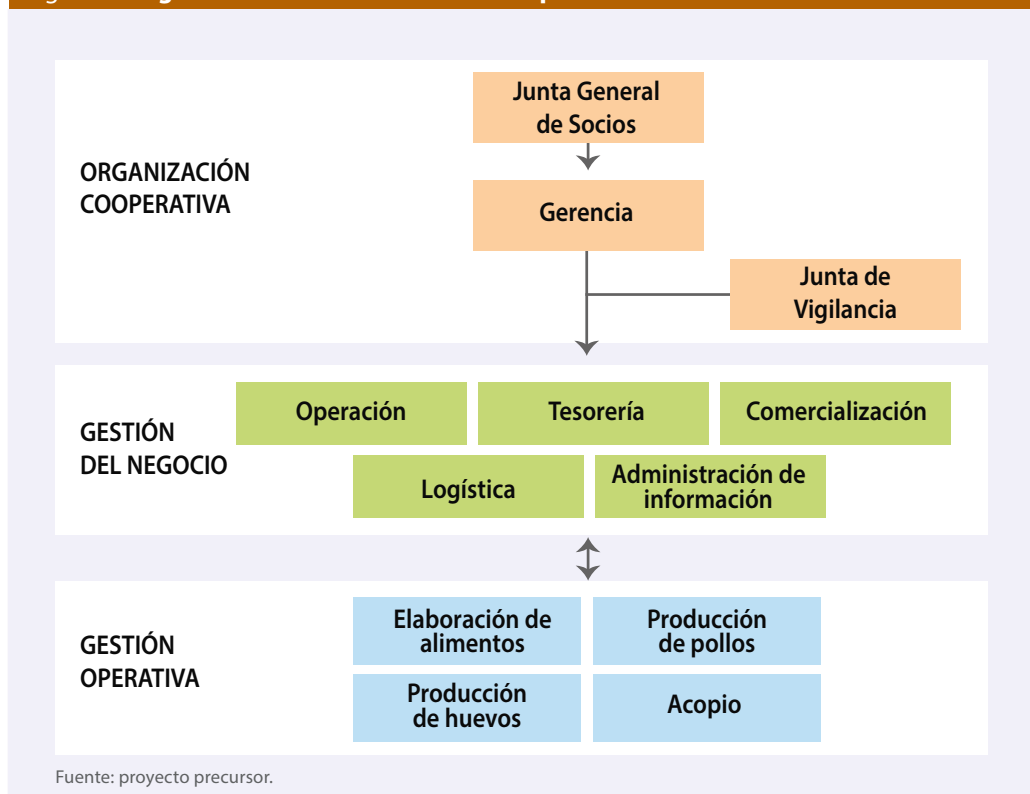 Junta General
de Socios
ORGANIZACIÓN
COOPERATIVA
Gerencia
Junta de
Vigilancia
GESTIÓN
DEL NEGOCIO
Operación
Tesorería
Comercialización
Logística
Administración de
información
GESTIÓN
OPERATIVA
Elaboración de
alimentos
Producción
de pollos
Producción
de huevos
Acopio
Fuente: proyecto precursor.